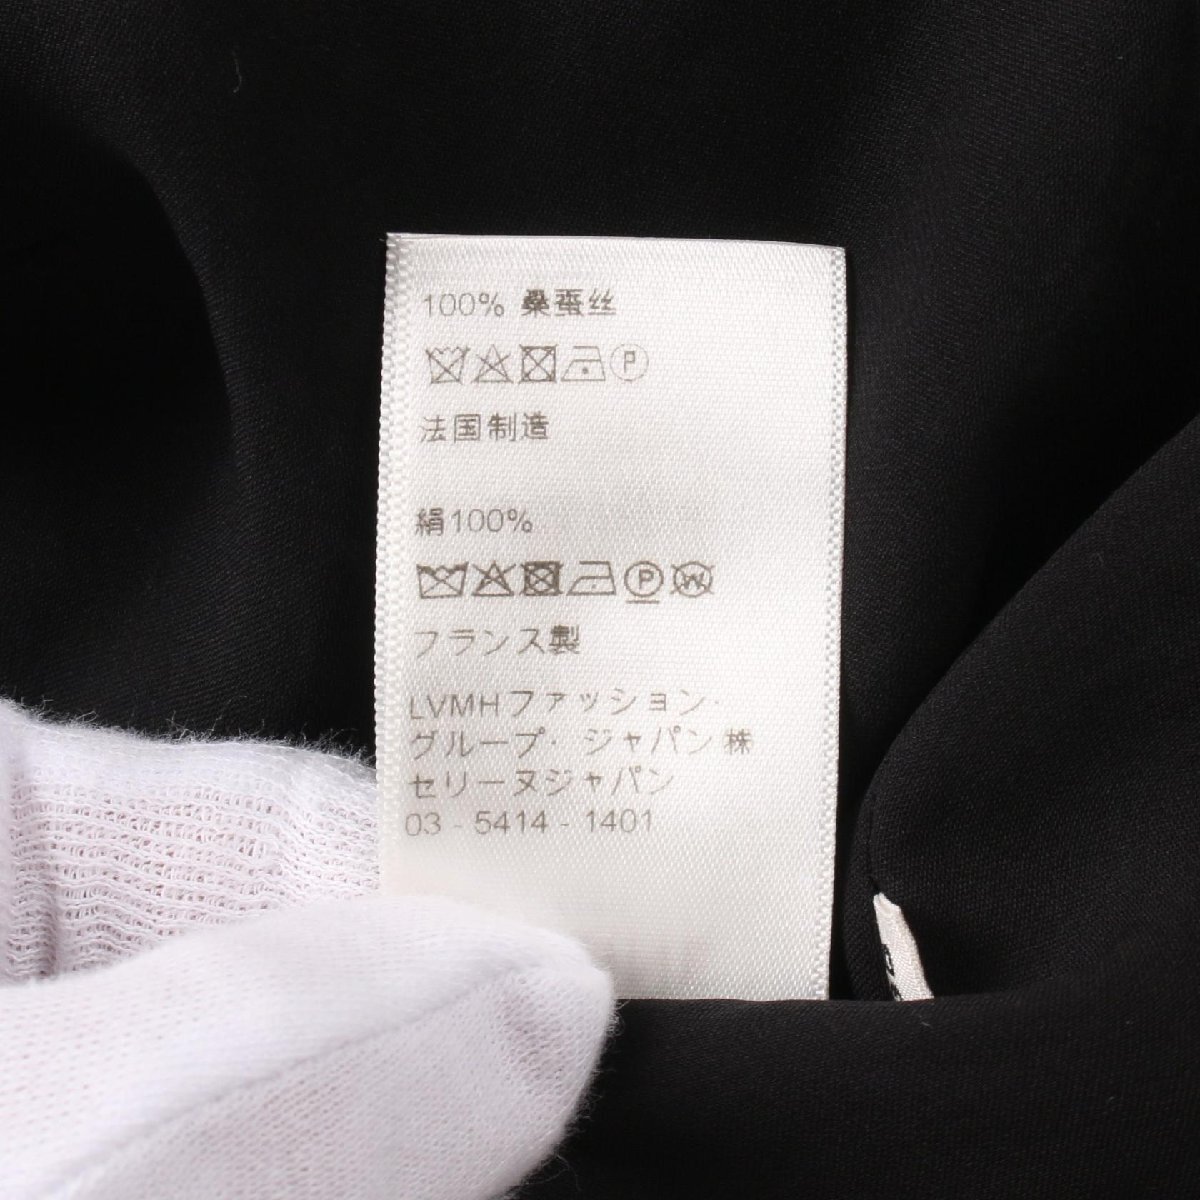 100% 桑蚕丝
P
法国制造
絹100%
P W
フランス製
LVMHファッション・
グループ・ジャパン 株
セリーヌジャパン
03 - 5414 - 1401